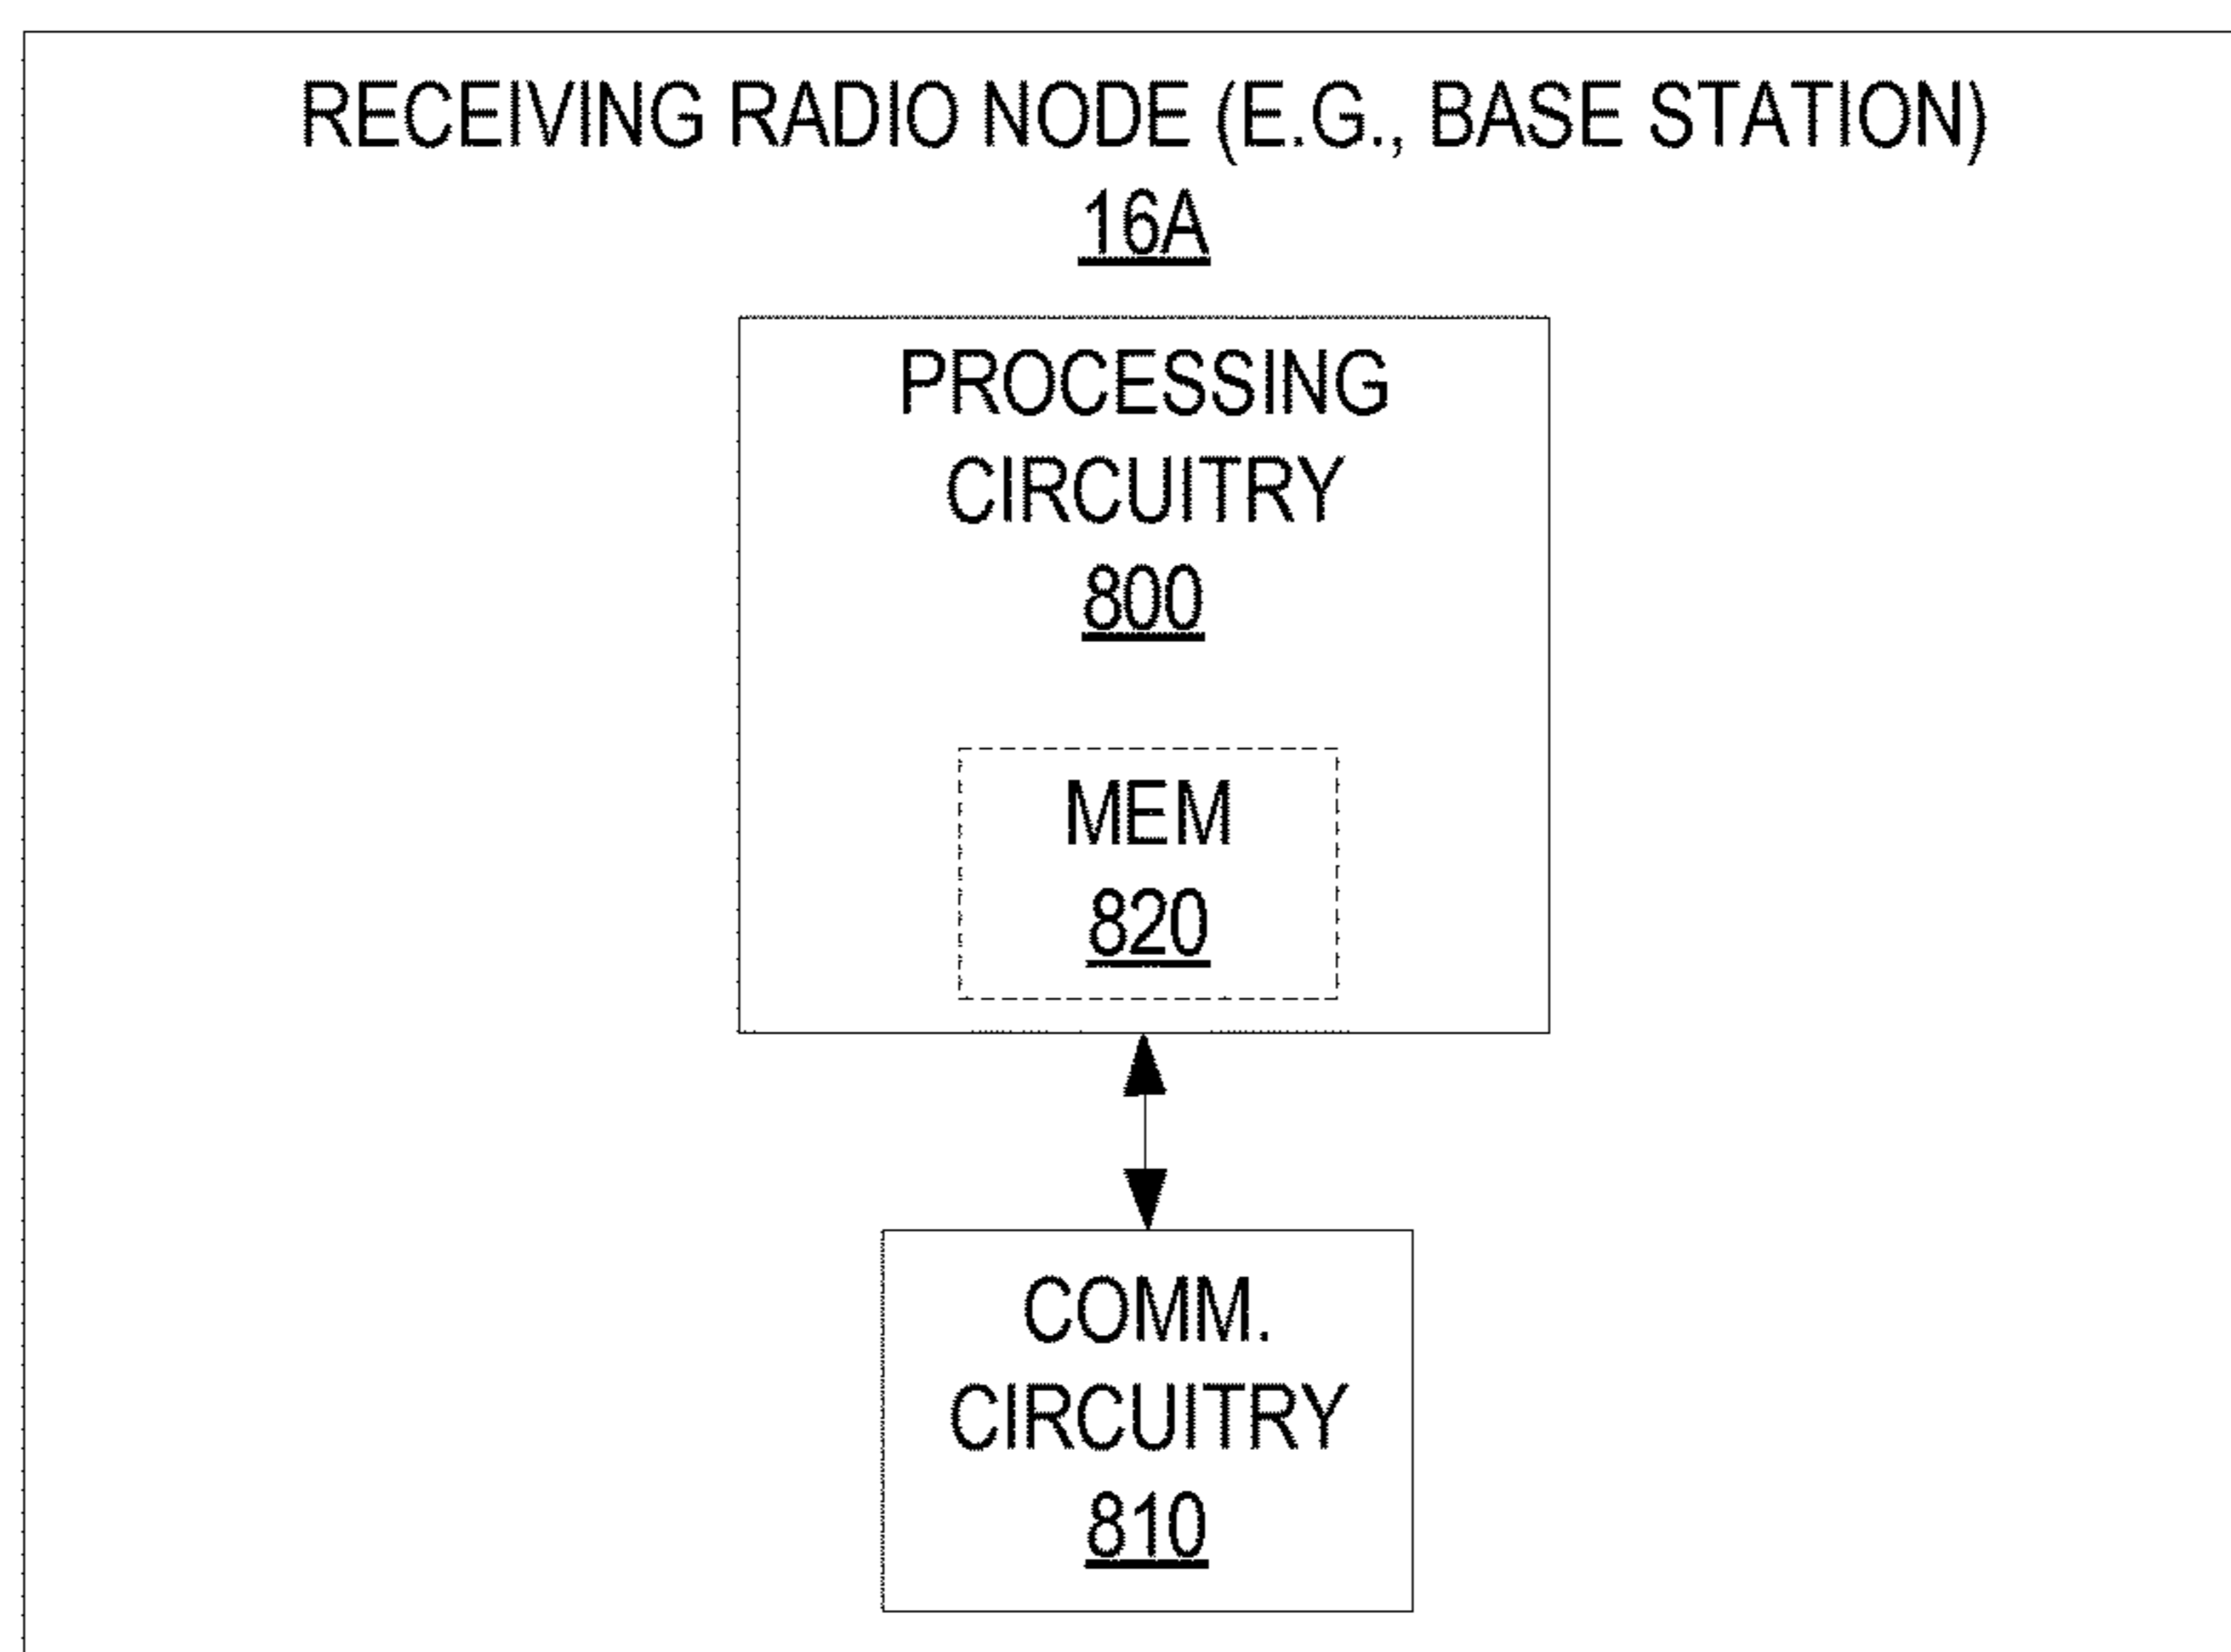 RECEIVING RADIO NODE (E.G., BASE STATION)
16A
PROCESSING
CIRCUITRY
800
MEM
820
COMM.
CIRCUITRY
810